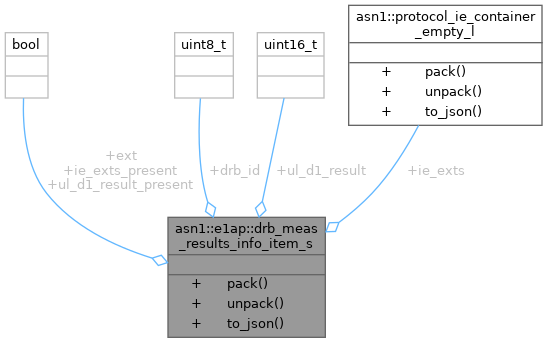 asn1::protocol_ie_container
_empty_l
+ pack()
+ unpack()
+ to_json()
bool
uint8_t
uint16_t
+ext
+ie_exts_present
+ul_d1_result_present
+drb_id
+ul_d1_result
+ie_exts
asn1::e1ap::drb_meas
_results_info_item_s
+ pack()
+ unpack()
+ to_json()